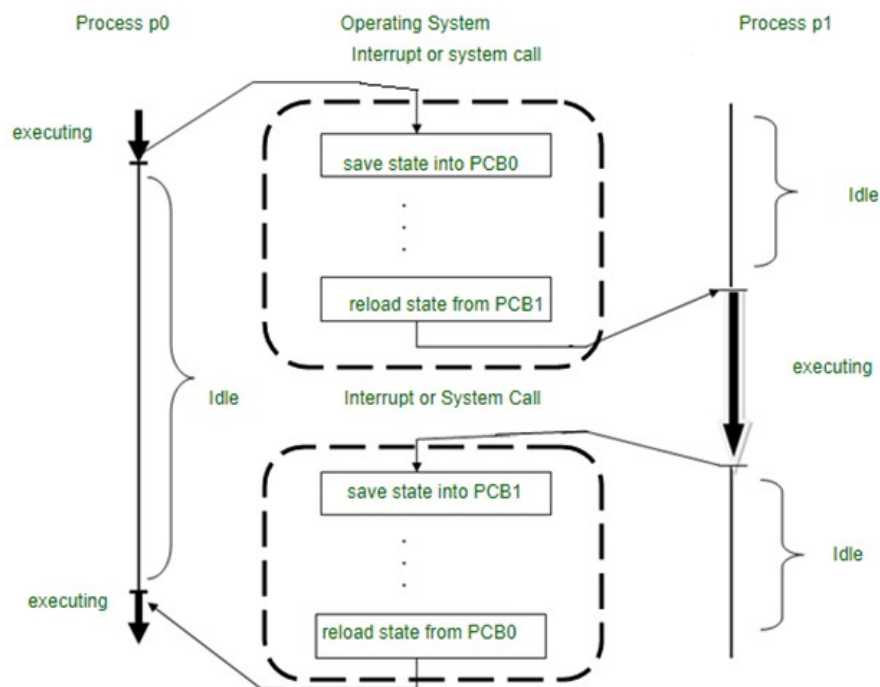 Process p0
Operating System
Process p1
Interrupt or system call
executing
save state into PCB0
Idle
reload state from PCB1
executing
Idle
Interrupt or System Call
save state into PCB1
Idle
executing
reload state from PCB0